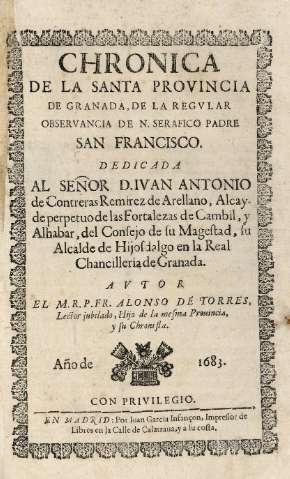 CHRONICA
DE LA SANTA PROVINCIA
DE GRANADA, DE LA REGVLAR
OBSERVANCIA DE N. SERAFICO PADRE
SAN FRANCISCO.
DEDICADA
AL SEÑOR D. IVAN ANTONIO
de Contreras Remirez de Arellano, Alcay-
de perpetuo de las Fortalezas de Cambil, y
Alhabar, del Consejo de su Magestad, su
Alcalde de Hijosdalgo en la Real
Chancilleria de Granada.
AVTOR
EL M.R.P.FR. ALONSO DE TORRES,
Lector jubilado, Hijo de la mesma Provincia,
y su Chronista.
Año de 1683.
CON PRIVILEGIO.
EN MADRID: Por Juan Garcia Infançon, Impressor de
Libros en la Calle de Calatraua, y a su costa.